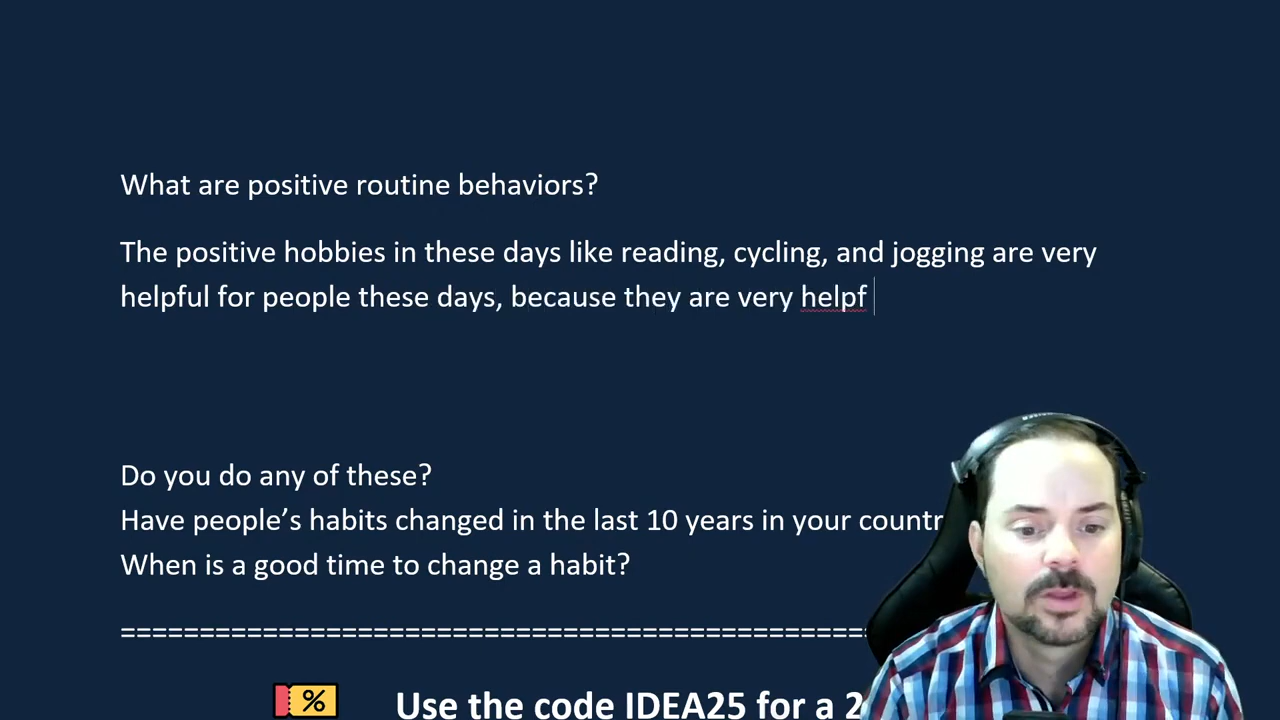 What are positive routine behaviors?
The positive hobbies in these days like reading, cycling, and jogging are very
helpful for people these days, because they are very helpf
Do you do any of these?
Have people’s habits changed in the last 10 years in your countr
When is a good time to change a habit?
===============================================
%
Use the code IDEA25 for a 2